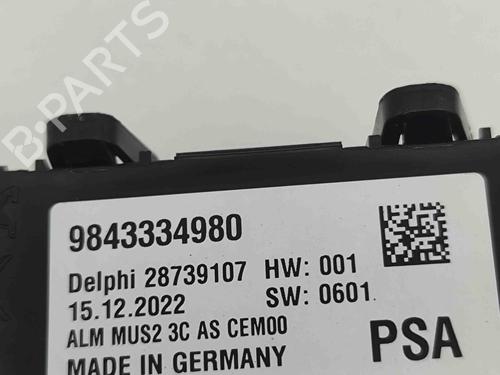 B-PARTS
9843334980
Delphi 28739107 HW: 001
15.12.2022 SW: 0601
ALM MUS2 3C AS CEM00
MADE IN GERMANY PSA